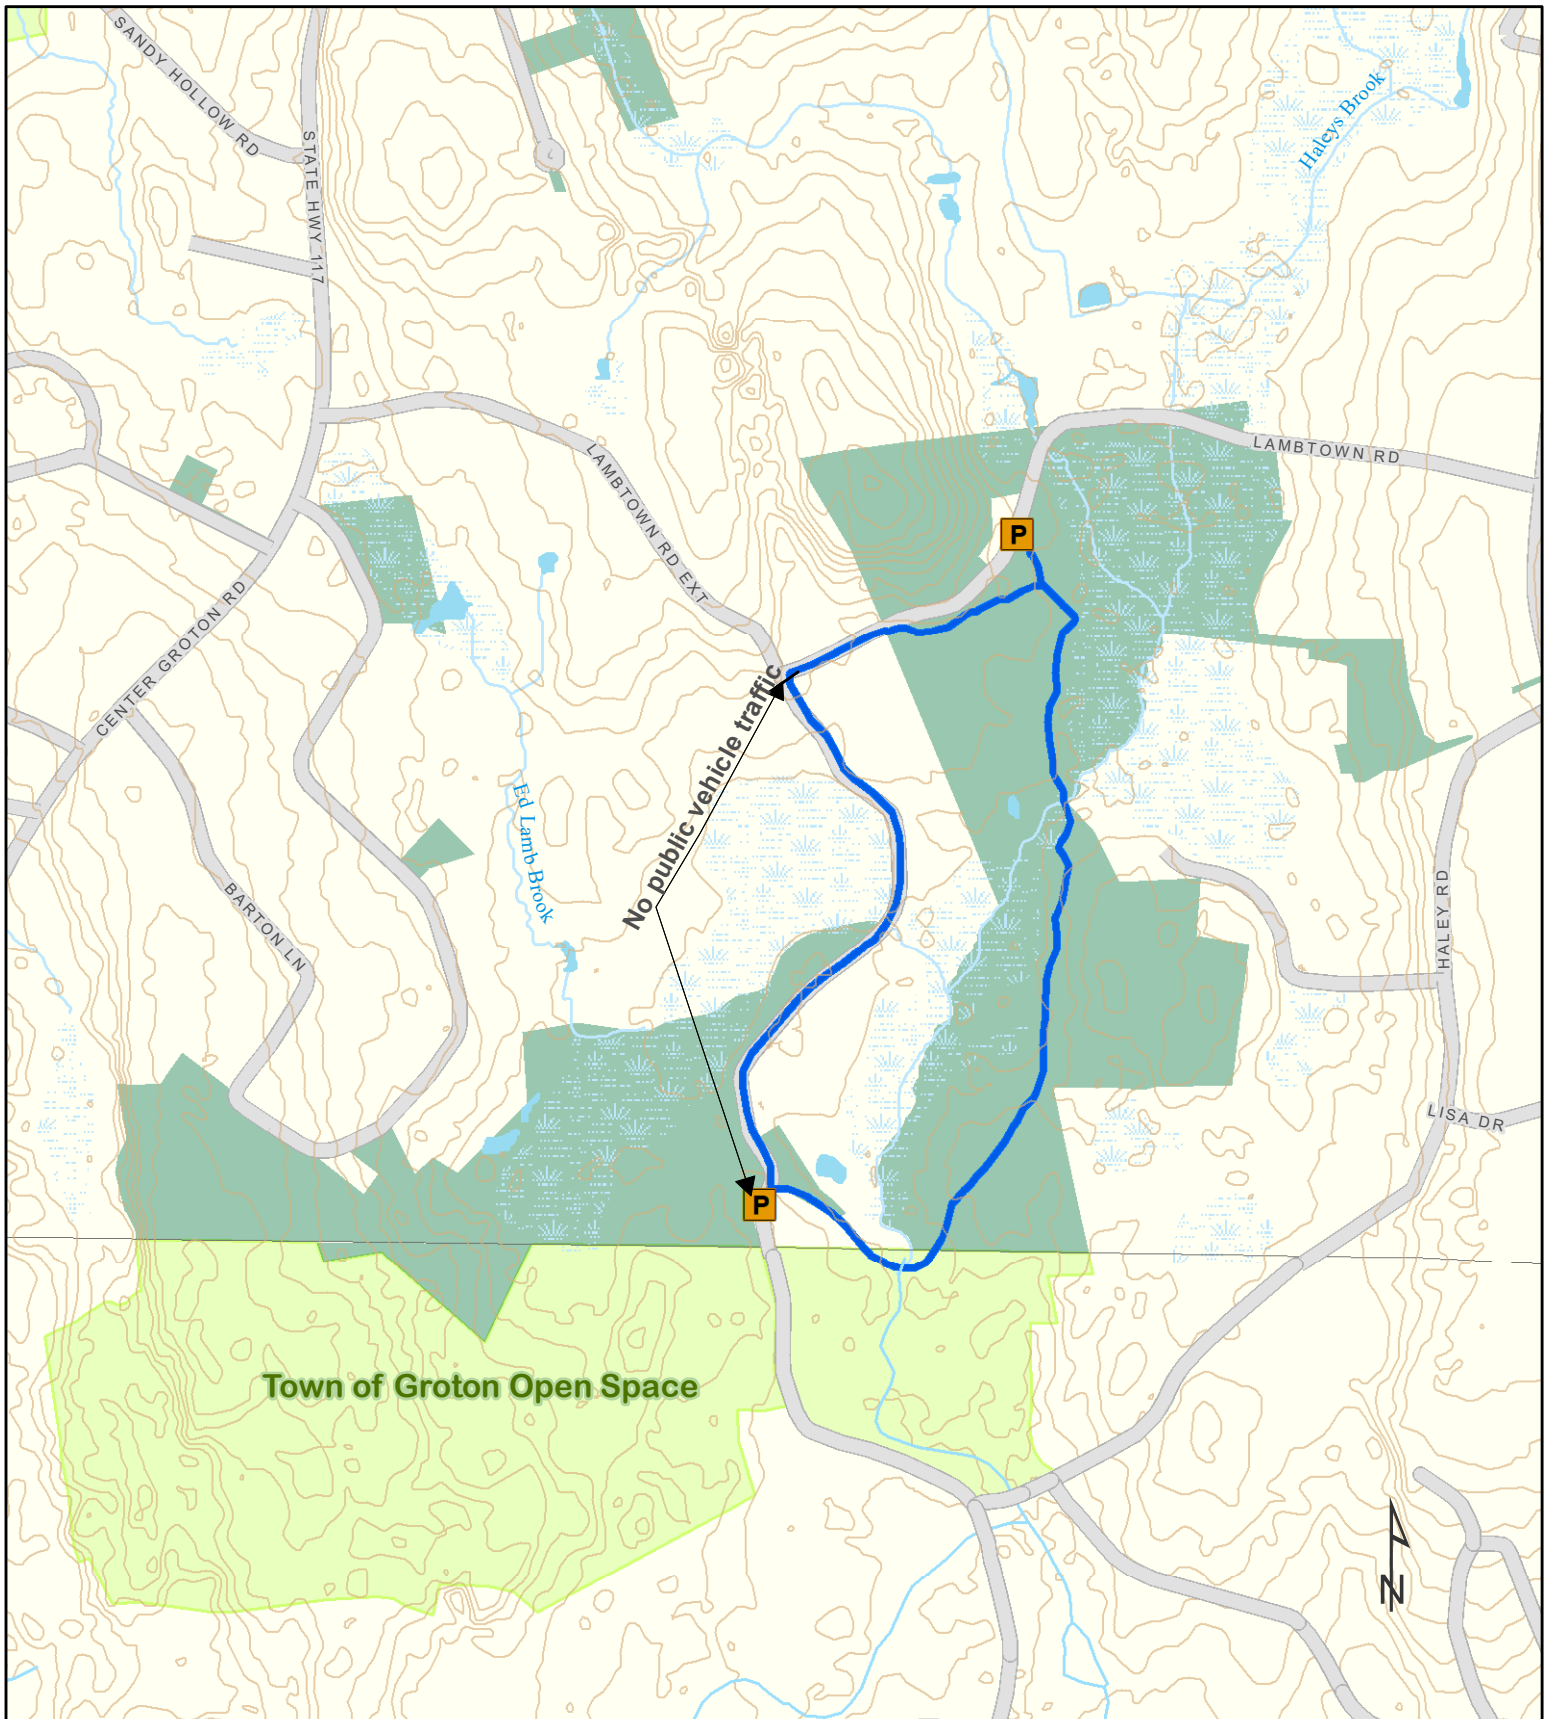 SANDY HOLLOW RD
STATE HWY 117
Haleys Brook
LAMBTOWN RD
LAMBTOWN RD EXT
P
CENTER GROTON RD
No public vehicle traffic
Ed Lamb Brook
BARTON LN
HALEY RD
LISA DR
P
Town of Groton Open Space
N